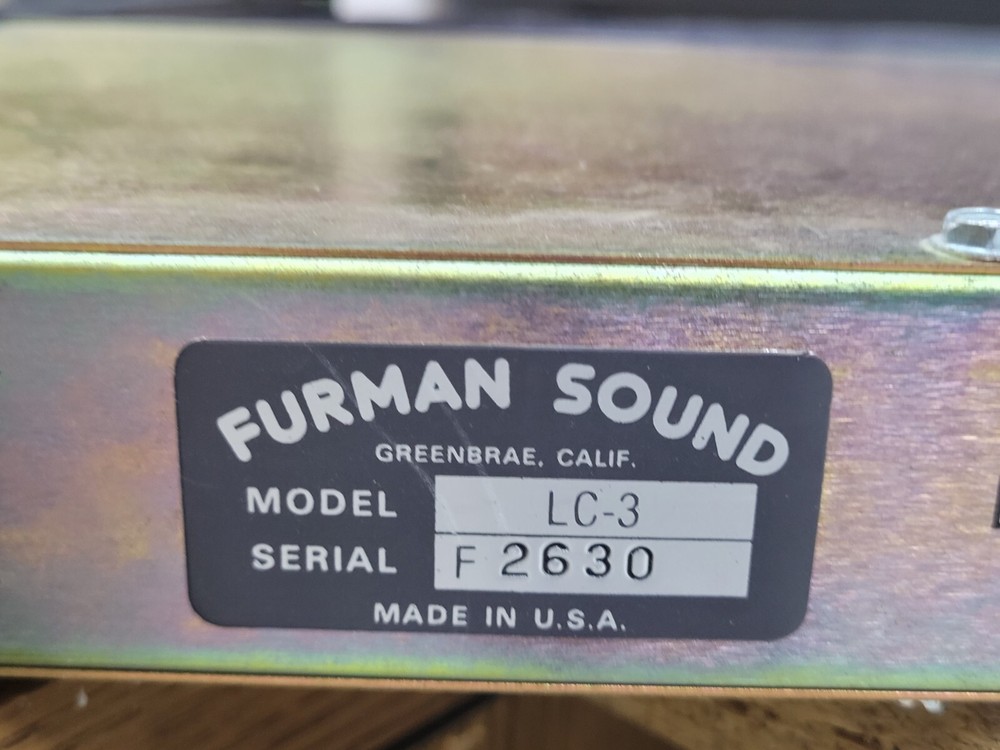 FURMAN SOUND
GREENBRAE, CALIF.
MODEL LC-3
SERIAL F 2630
MADE IN U.S.A.